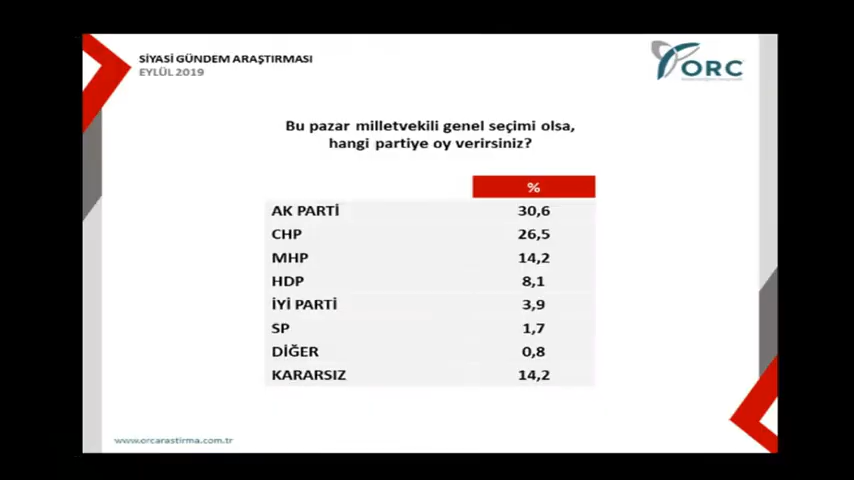 SİYASİ GÜNDEM ARAŞTIRMASI
EYLÜL 2019
ORC
Bu pazar milletvekili genel seçimi olsa,
hangi partiye oy verirsiniz?
%
AK PARTİ 30,6
CHP 26,5
MHP 14,2
HDP 8,1
İYİ PARTİ 3,9
SP 1,7
DİĞER 0,8
KARARSIZ 14,2
www.orcarastirma.com.tr